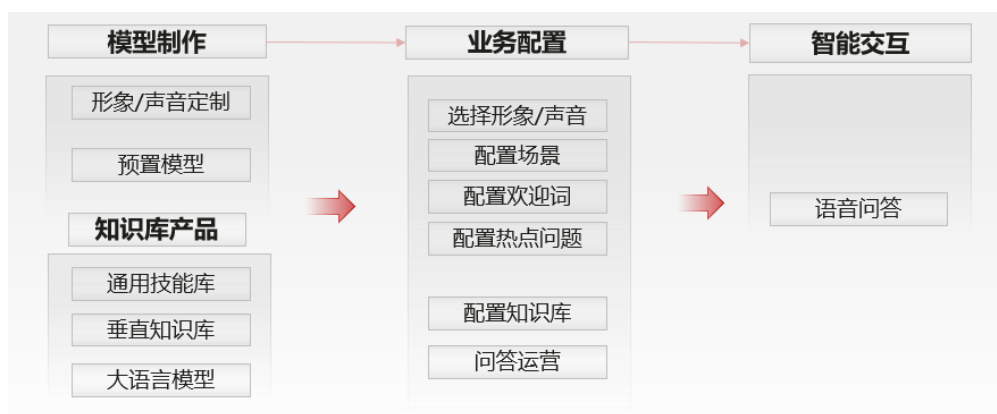 模型制作
业务配置
智能交互
形象/声音定制
预置模型
知识库产品
通用技能库
垂直知识库
大语言模型
选择形象/声音
配置场景
配置欢迎词
配置热点问题
配置知识库
问答运营
语音问答